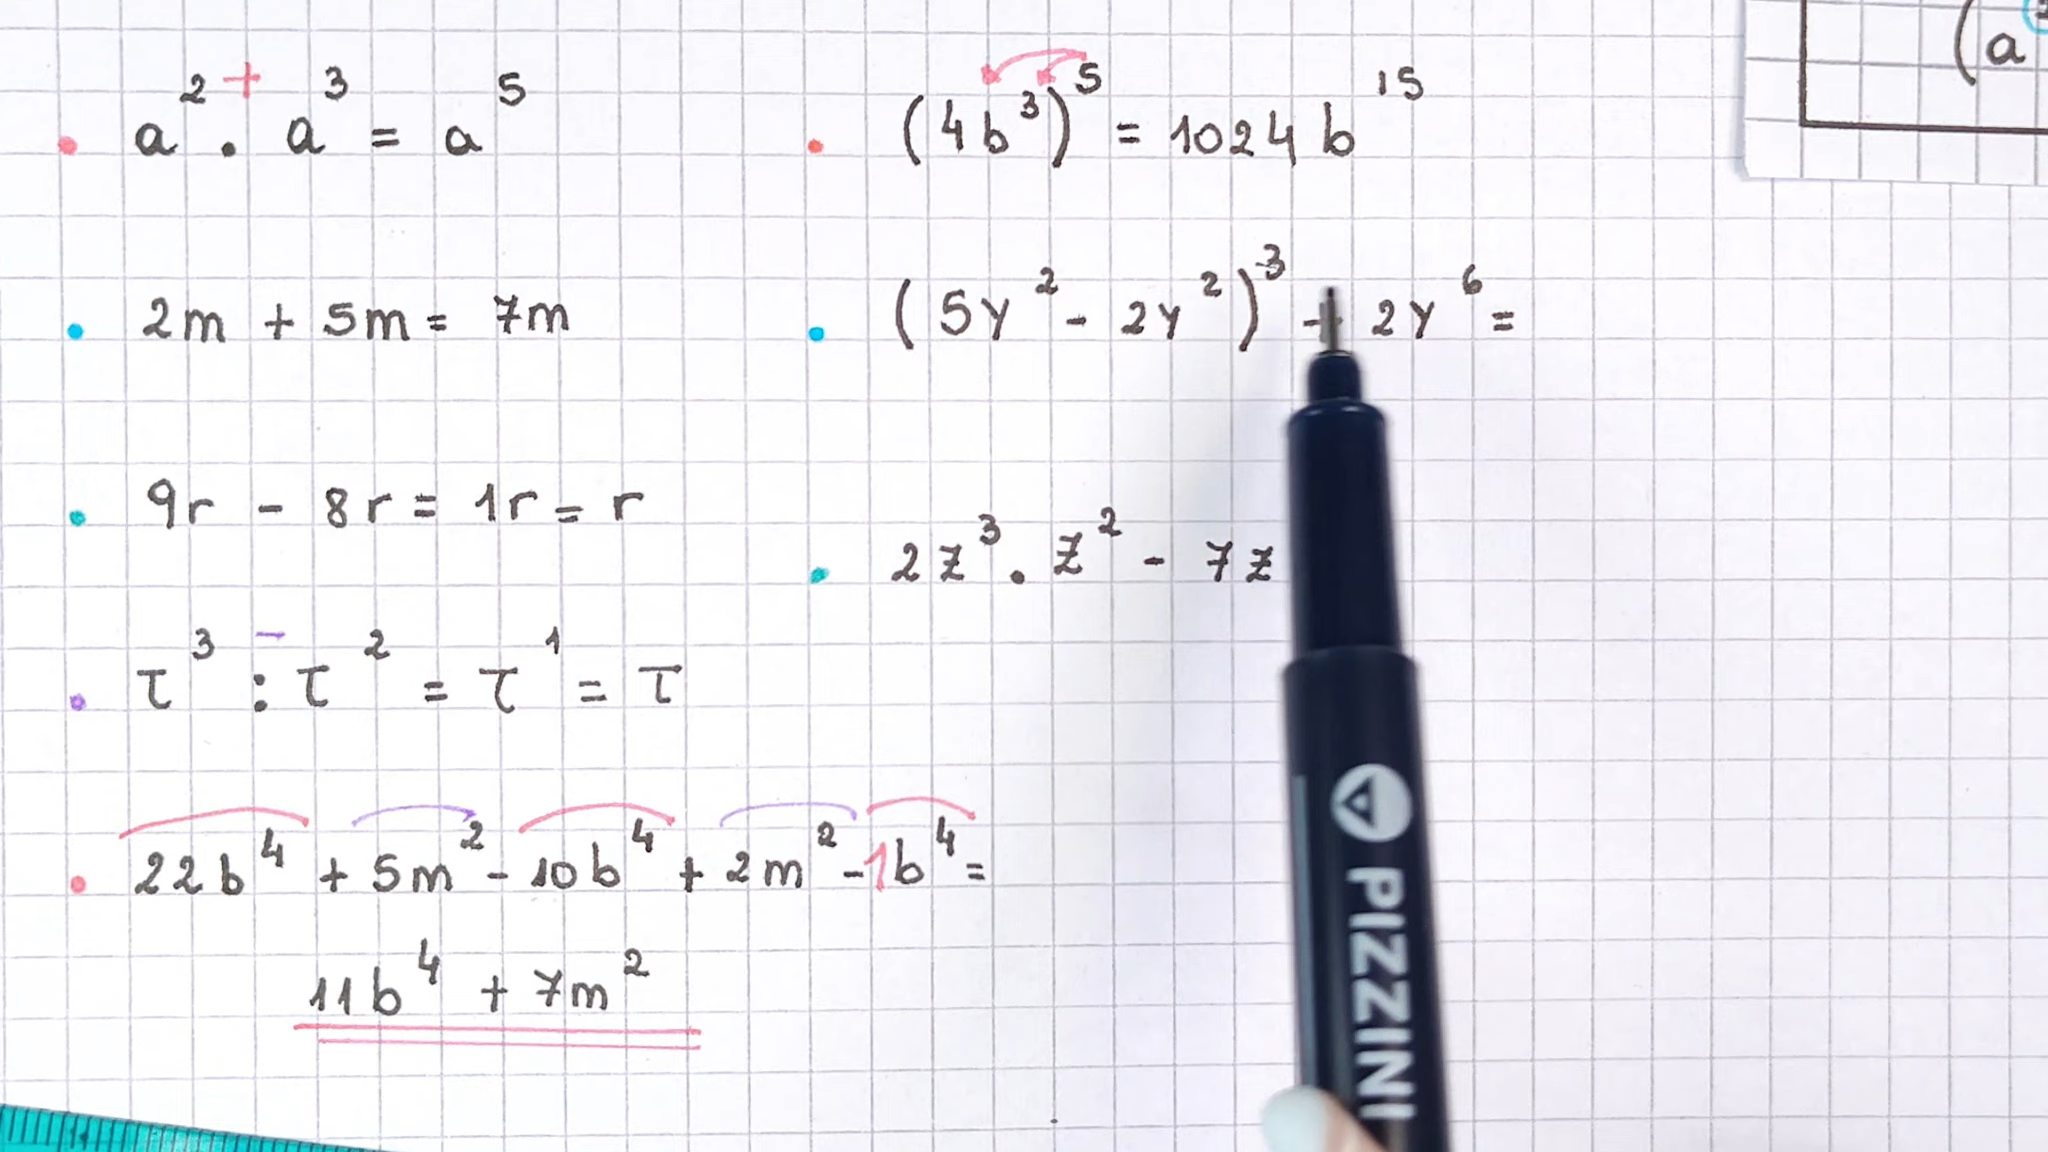 a² + · a³ = a⁵
2m + 5m = 7m
9r - 8r = 1r = r
τ³ - : τ² = τ¹ = τ
22b⁴ + 5m² - 10b⁴ + 2m² - 1b⁴ =
11b⁴ + 7m²
(4b³)⁵ = 1024b¹⁵
(5y² - 2y²)³ + 2y⁶ =
2z³ · z² - 7z
(a
PIZZINI